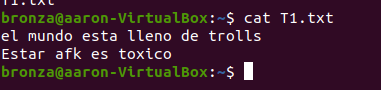 T1.txt
bronza@aaron-VirtualBox:~$ cat T1.txt
el mundo esta lleno de trolls
Estar afk es toxico
bronza@aaron-VirtualBox:~$